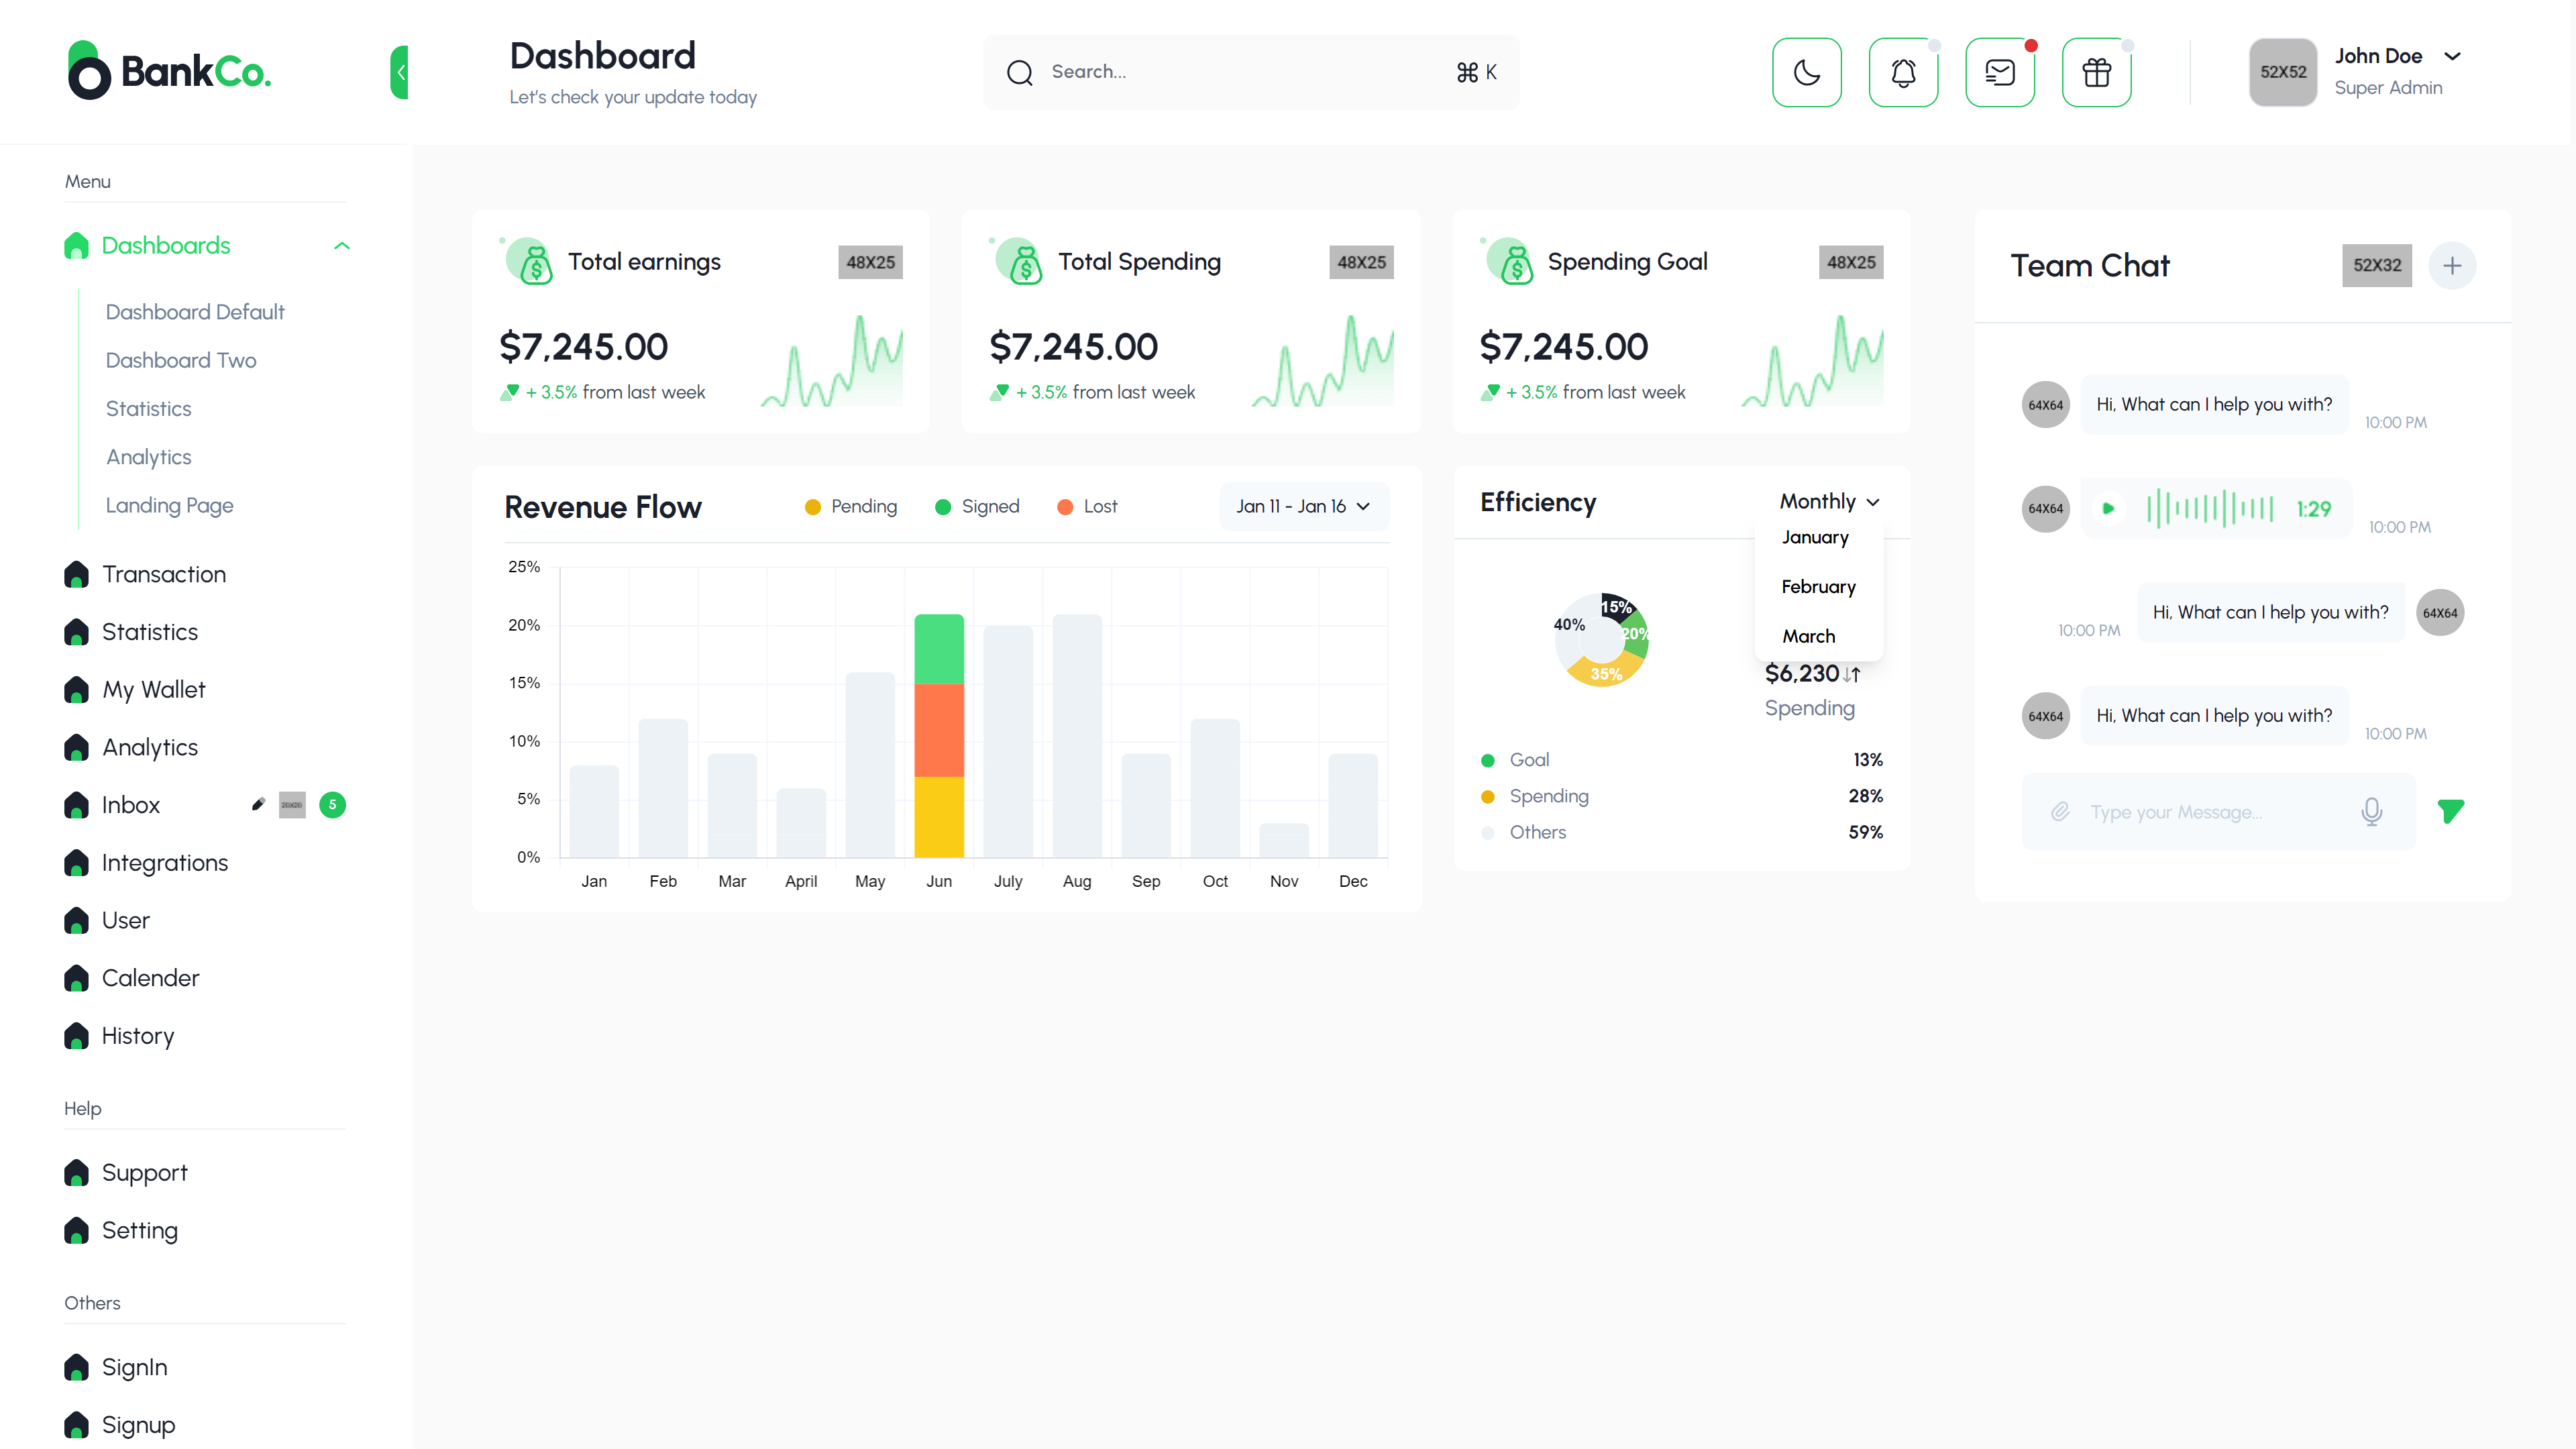 BankCo.
Dashboard
Let's check your update today
Search...
⌘ K
52X52
John Doe
Super Admin
Menu
Dashboards
Dashboard Default
Dashboard Two
Statistics
Analytics
Landing Page
Transaction
Statistics
My Wallet
Analytics
Inbox
5
Integrations
User
Calender
History
Help
Support
Setting
Others
SignIn
Signup
Total earnings
48X25
$7,245.00
+ 3.5% from last week
Total Spending
48X25
$7,245.00
+ 3.5% from last week
Spending Goal
48X25
$7,245.00
+ 3.5% from last week
Revenue Flow
Pending
Signed
Lost
Jan 11 - Jan 16
25%
20%
15%
10%
5%
0%
Jan Feb Mar April May Jun July Aug Sep Oct Nov Dec
Efficiency
Monthly
January
February
March
15%
20%
35%
40%
$6,230
Spending
Goal 13%
Spending 28%
Others 59%
Team Chat
52X32
64X64
Hi, What can I help you with?
10:00 PM
64X64
1:29
10:00 PM
Hi, What can I help you with?
64X64
10:00 PM
64X64
Hi, What can I help you with?
10:00 PM
Type your Message...